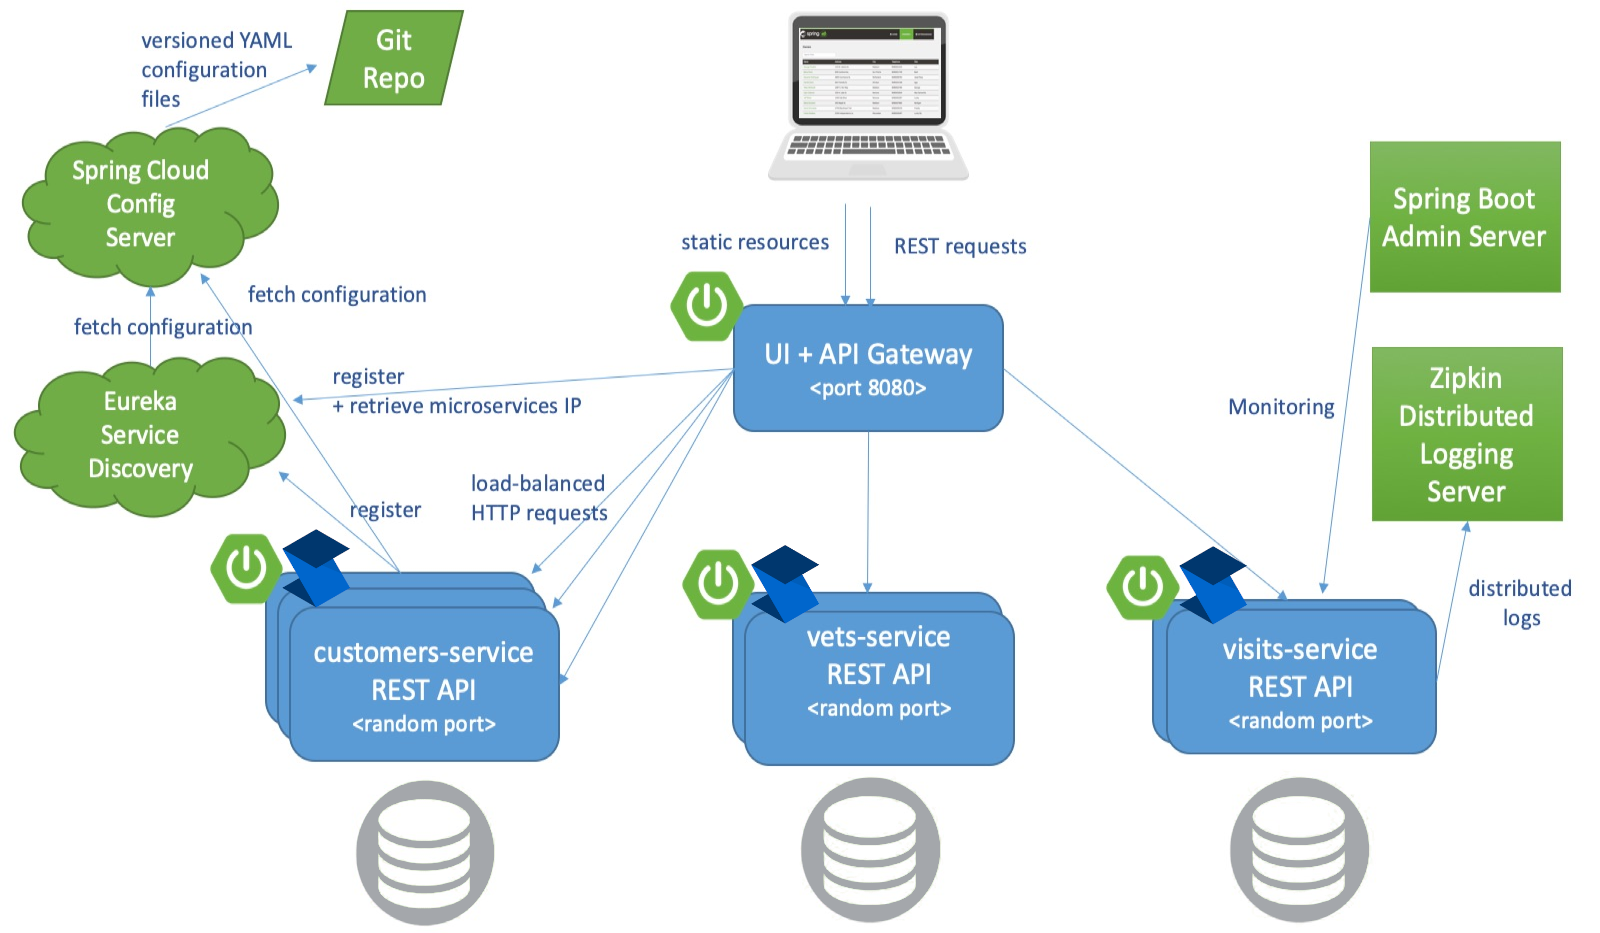 versioned YAML
configuration
files
Git
Repo
spring
Spring Cloud
Config
Server
static resources
REST requests
Spring Boot
Admin Server
fetch configuration
fetch configuration
UI + API Gateway
<port 8080>
register
+ retrieve microservices IP
Eureka
Service
Discovery
Monitoring
Zipkin
Distributed
Logging
Server
load-balanced
HTTP requests
register
distributed
logs
customers-service
REST API
<random port>
vets-service
REST API
<random port>
visits-service
REST API
<random port>